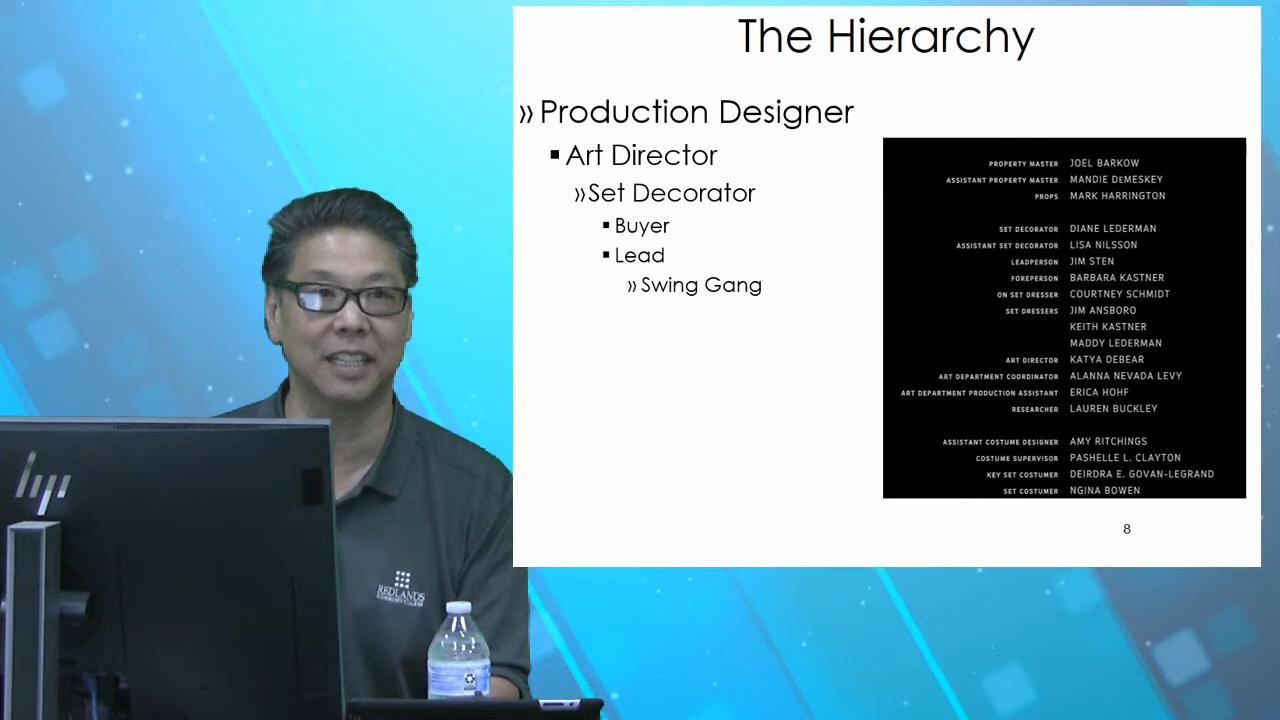 The Hierarchy
» Production Designer
▪ Art Director
» Set Decorator
▪ Buyer
▪ Lead
» Swing Gang
PROPERTY MASTER JOEL BARKOW
ASSISTANT PROPERTY MASTER MANDIE DeMESKEY
PROPS MARK HARRINGTON
SET DECORATOR DIANE LEDERMAN
ASSISTANT SET DECORATOR LISA NILSSON
LEADPERSON JIM STEN
FOREPERSON BARBARA KASTNER
ON SET DRESSER COURTNEY SCHMIDT
SET DRESSERS JIM ANSBORO
KEITH KASTNER
MADDY LEDERMAN
ART DIRECTOR KATYA DEBEAR
ART DEPARTMENT COORDINATOR ALANNA NEVADA LEVY
ART DEPARTMENT PRODUCTION ASSISTANT ERICA HOHF
RESEARCHER LAUREN BUCKLEY
ASSISTANT COSTUME DESIGNER AMY RITCHINGS
COSTUME SUPERVISOR PASHELLE L. CLAYTON
KEY SET COSTUMER DEIRDRA E. GOVAN-LEGRAND
SET COSTUMER NGINA BOWEN
8
hp
REDLANDS
COMMUNITY COLLEGE